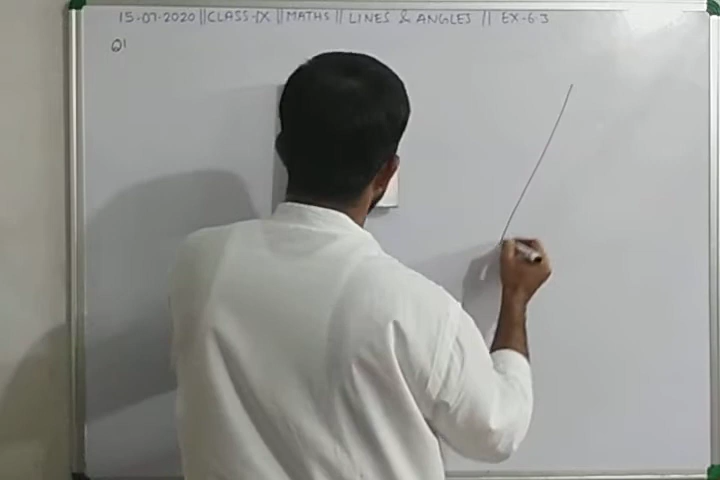 15-07-2020 || CLASS-IX || MATHS || LINES & ANGLES || EX-6.3
Q1